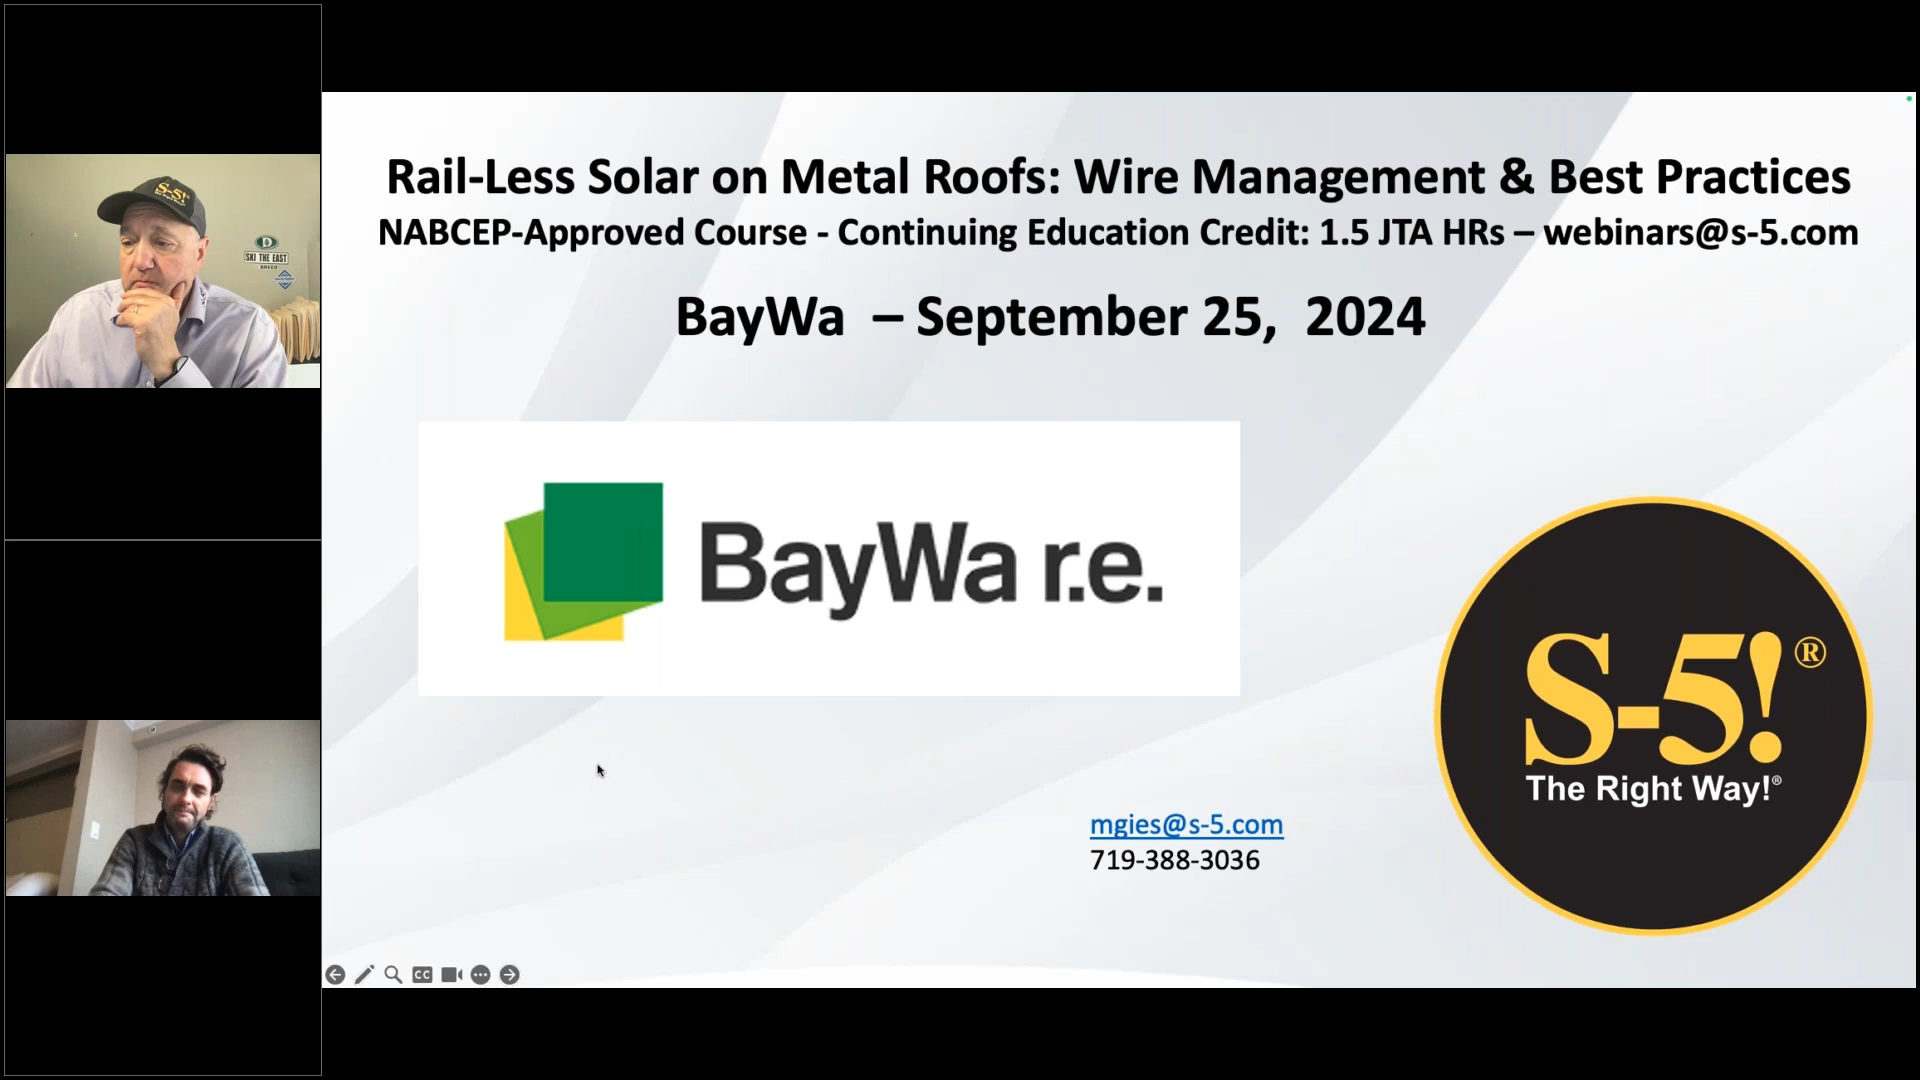 Rail-Less Solar on Metal Roofs: Wire Management & Best Practices
NABCEP-Approved Course - Continuing Education Credit: 1.5 JTA HRs – webinars@s-5.com
BayWa – September 25, 2024
S-5!
SKI THE EAST
BayWa r.e.
S-5!®
The Right Way!®
mgies@s-5.com
719-388-3036
CC